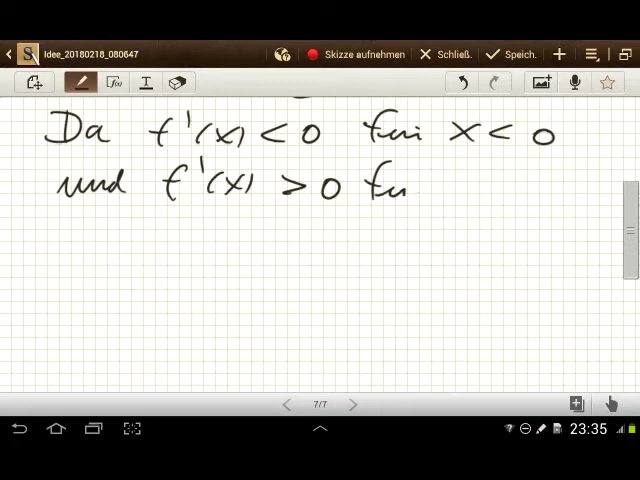 Idee_20180218_080647
Skizze aufnehmen
Schließ.
Speich.
f(x)
T
Da f'(x) < 0 für x < 0
und f'(x) > 0 fu
7/7
23:35